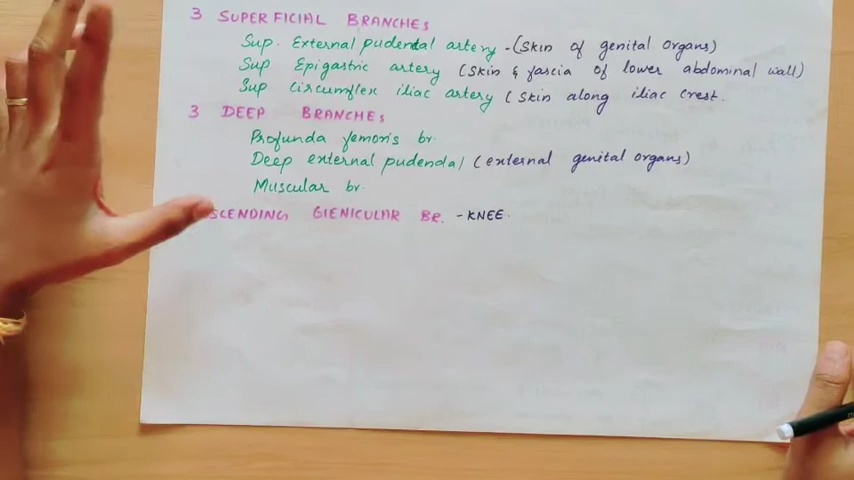 3 SUPERFICIAL BRANCHES
Sup. External pudendal artery - (Skin of genital organs)
Sup Epigastric artery (Skin & fascia of lower abdominal wall)
Sup Circumflex iliac artery (Skin along iliac crest.
3 DEEP BRANCHES
Profunda femoris br.
Deep external pudendal (external genital organs)
Muscular br.
SCENDING GENICULAR BR. - KNEE.